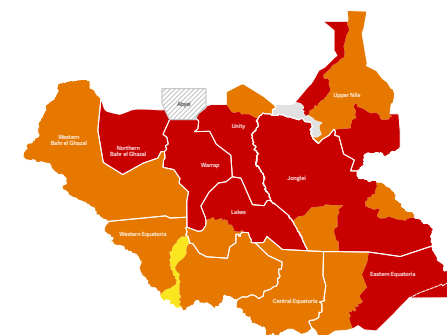 Upper Nile
Abyei
Unity
Western
Bahr el Ghazal
Northern
Bahr el Ghazal
Warrap
Jonglei
Lakes
Western Equatoria
Eastern Equatoria
Central Equatoria